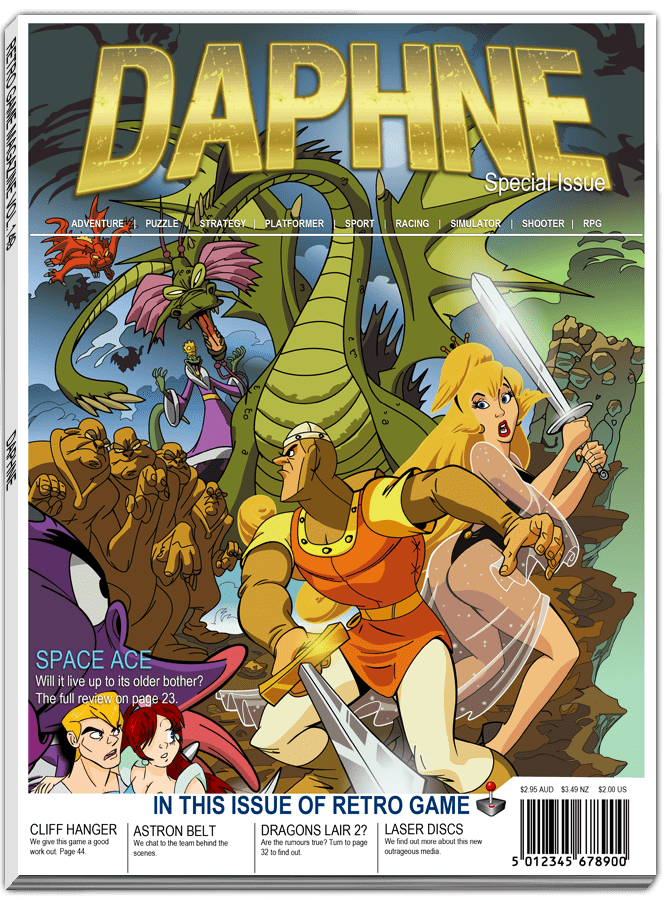 DAPHNE
Special Issue
ADVENTURE | PUZZLE | STRATEGY | PLATFORMER | SPORT | RACING | SIMULATOR | SHOOTER | RPG
SPACE ACE
Will it live up to its older bother?
The full review on page 23.
IN THIS ISSUE OF RETRO GAME
$2.95 AUD $3.49 NZ $2.00 US
CLIFF HANGER
We give this game a good
work out. Page 44.
ASTRON BELT
We chat to the team behind the
scenes.
DRAGONS LAIR 2?
Are the rumours true? Turn to page
32 to find out.
LASER DISCS
We find out more about this new
outrageous media.
5 012345 678900
DAPHNE